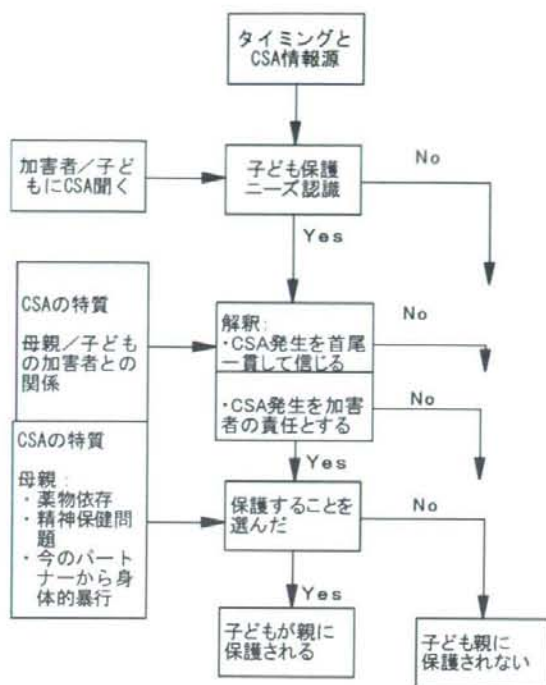 タイミングと
CSA情報源
加害者/子ど
もにCSA聞く
子ども保護
ニーズ認識
No
Yes
CSAの特質
母親/子ども
の加害者との
関係
解釈:
・CSA発生を首尾
一貫して信じる
No
・CSA発生を加害
者の責任とする
No
Yes
CSAの特質
母親:
・薬物依存
・精神保健問
題
・今のパート
ナーから身
体的暴行
保護することを
選んだ
No
Yes
子どもが親に
保護される
子ども親に
保護されない